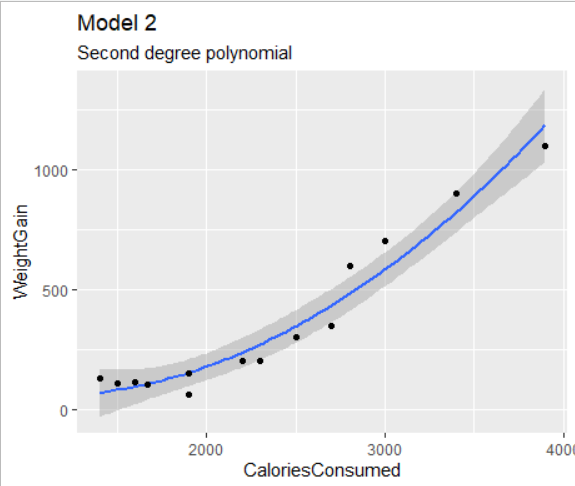 Model 2
Second degree polynomial
1000
500
0
WeightGain
2000 3000 4000
CaloriesConsumed